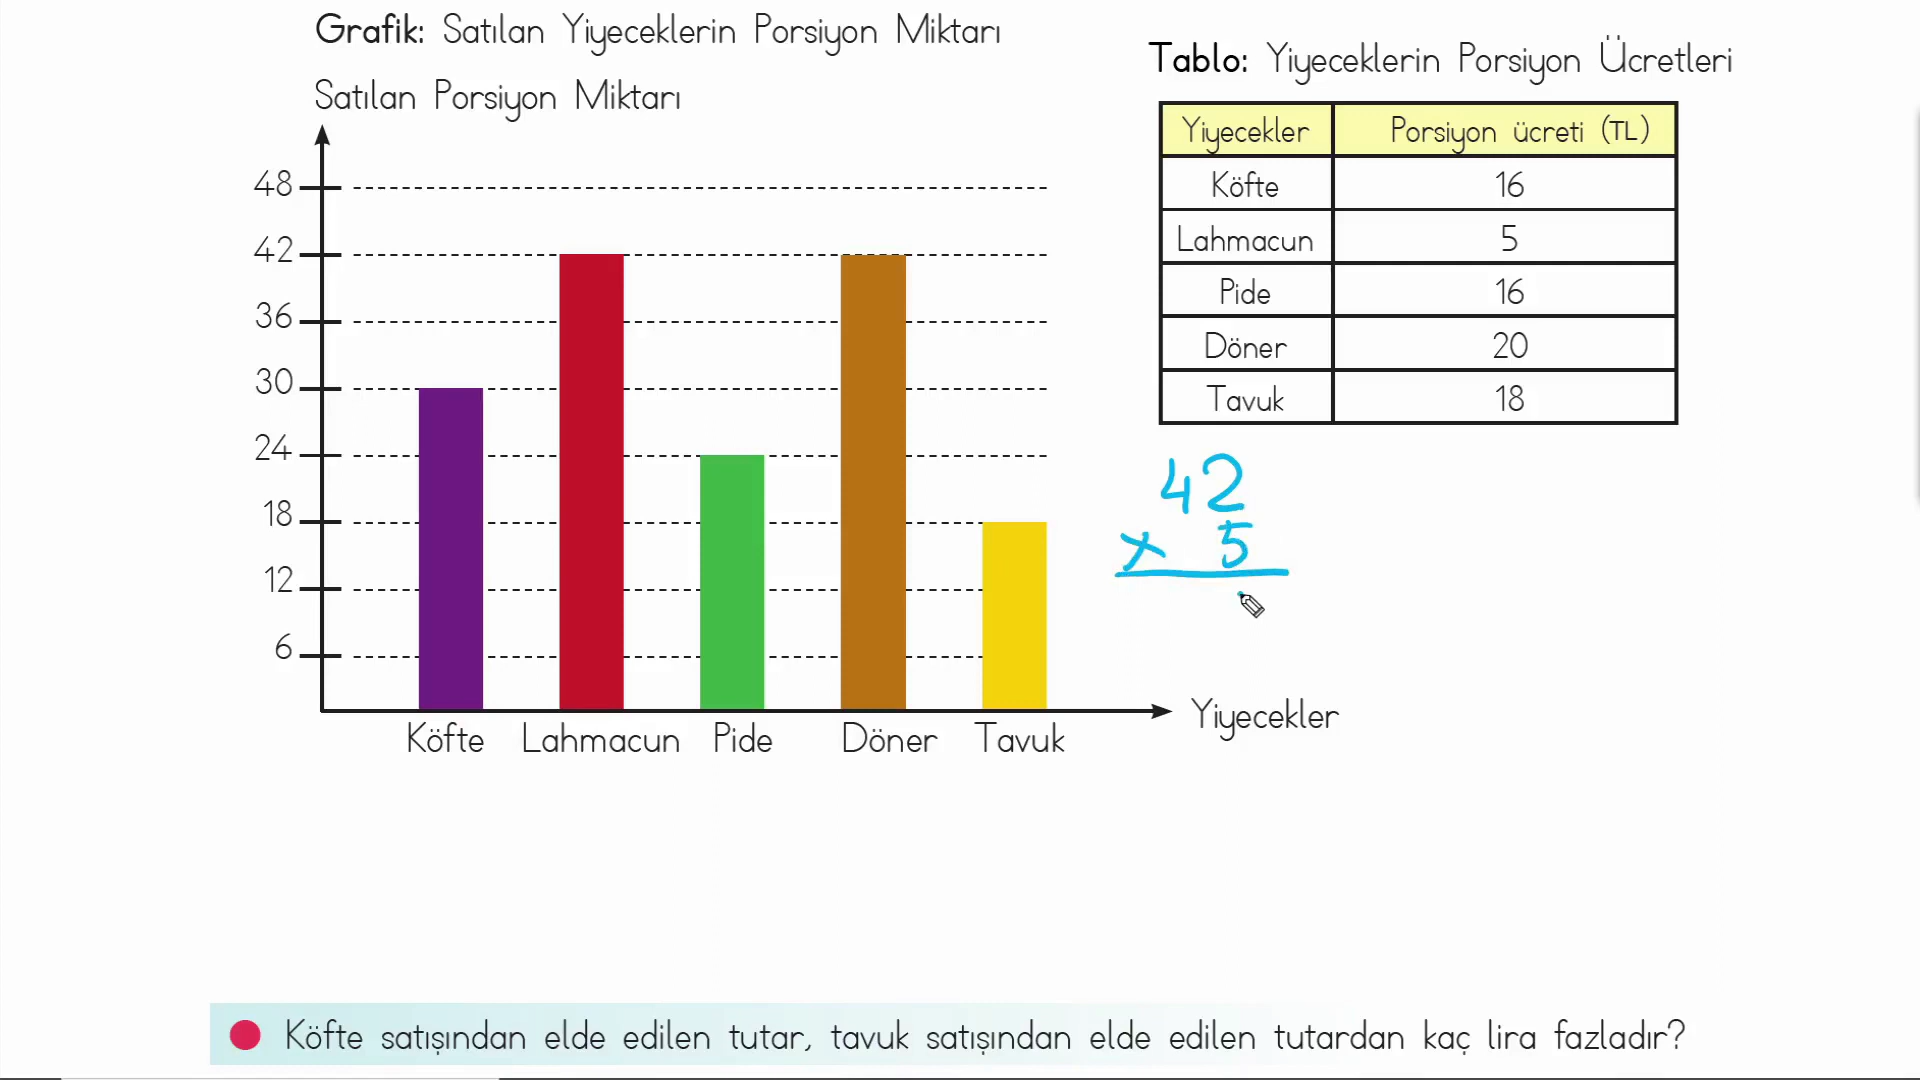 Grafik: Satılan Yiyeceklerin Porsiyon Miktarı
Satılan Porsiyon Miktarı
48
42
36
30
24
18
12
6
Köfte Lahmacun Pide Döner Tavuk
Yiyecekler
Tablo: Yiyeceklerin Porsiyon Ücretleri
Yiyecekler Porsiyon ücreti (TL)
Köfte 16
Lahmacun 5
Pide 16
Döner 20
Tavuk 18
42
x 5
Köfte satışından elde edilen tutar, tavuk satışından elde edilen tutardan kaç lira fazladır?